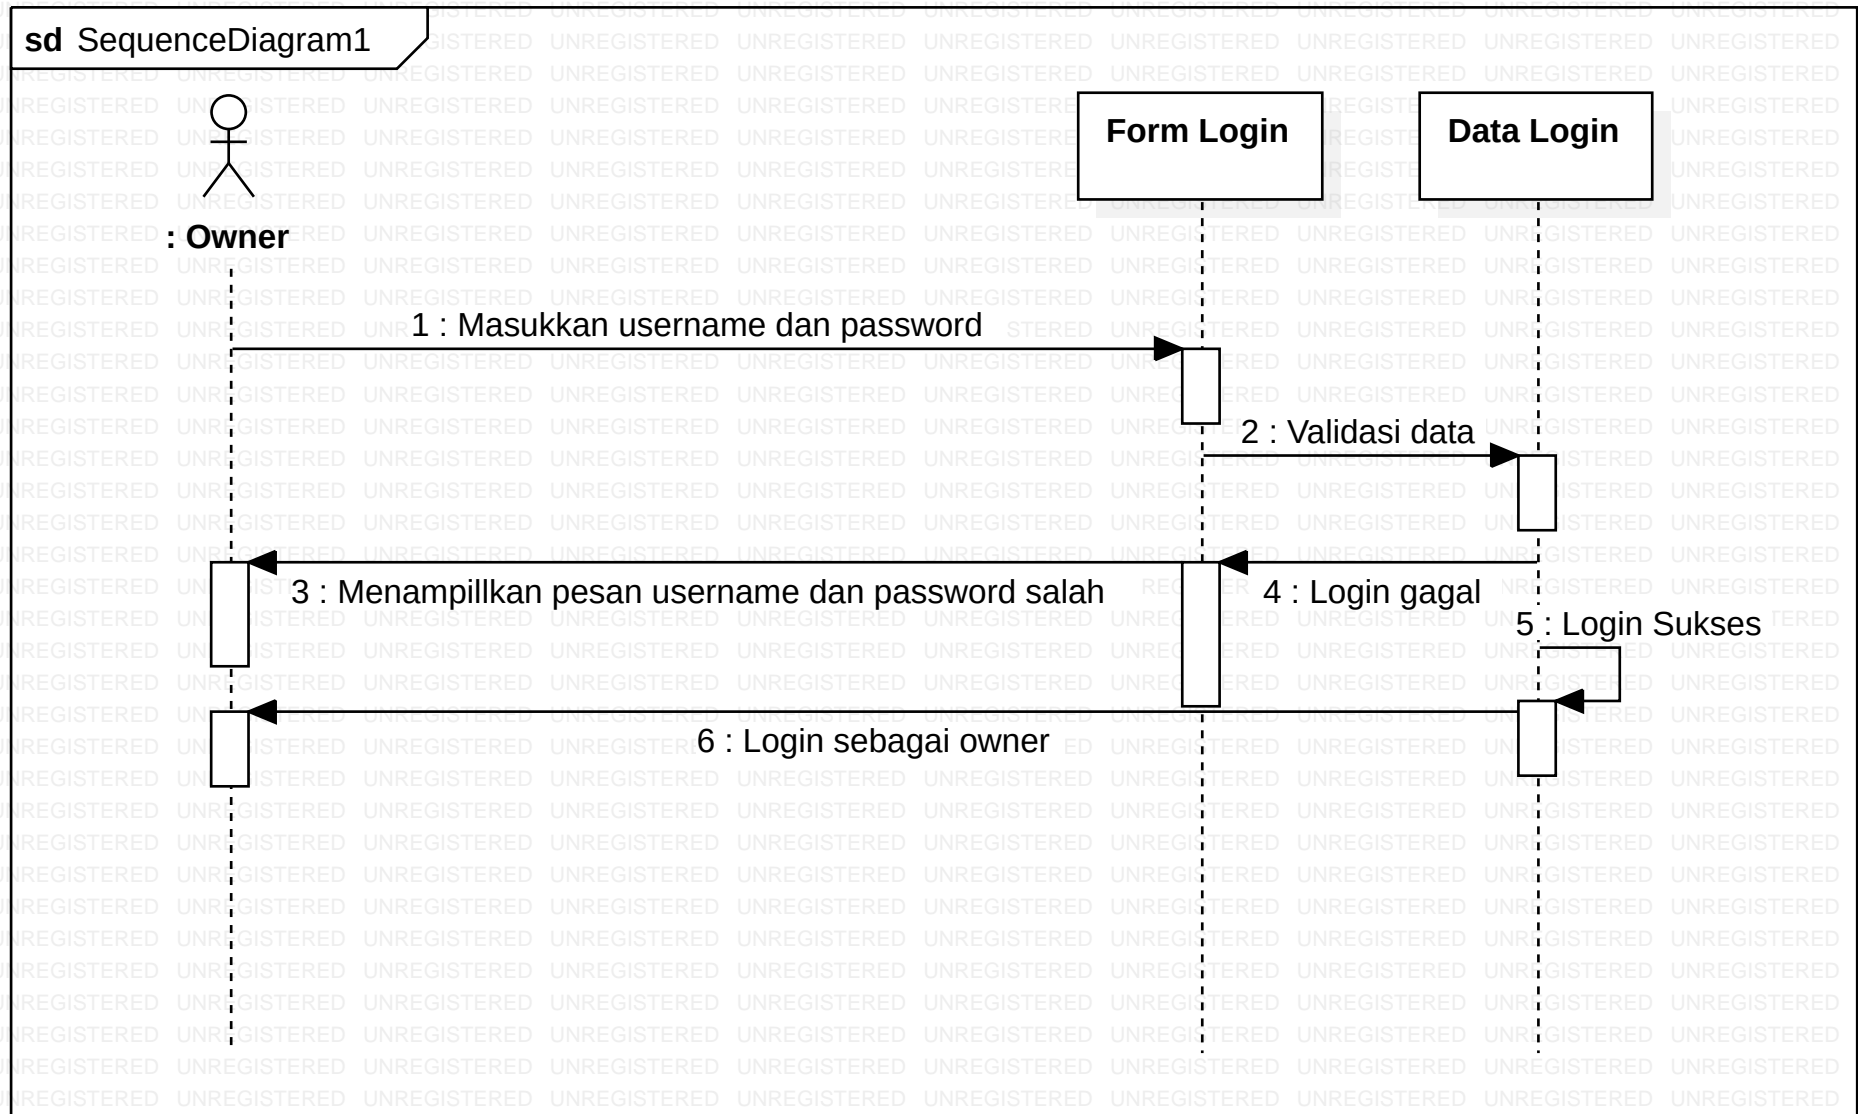 sd SequenceDiagram1
Form Login
Data Login
: Owner
1 : Masukkan username dan password
2 : Validasi data
3 : Menampillkan pesan username dan password salah
4 : Login gagal
5 : Login Sukses
6 : Login sebagai owner
UNREGISTERED